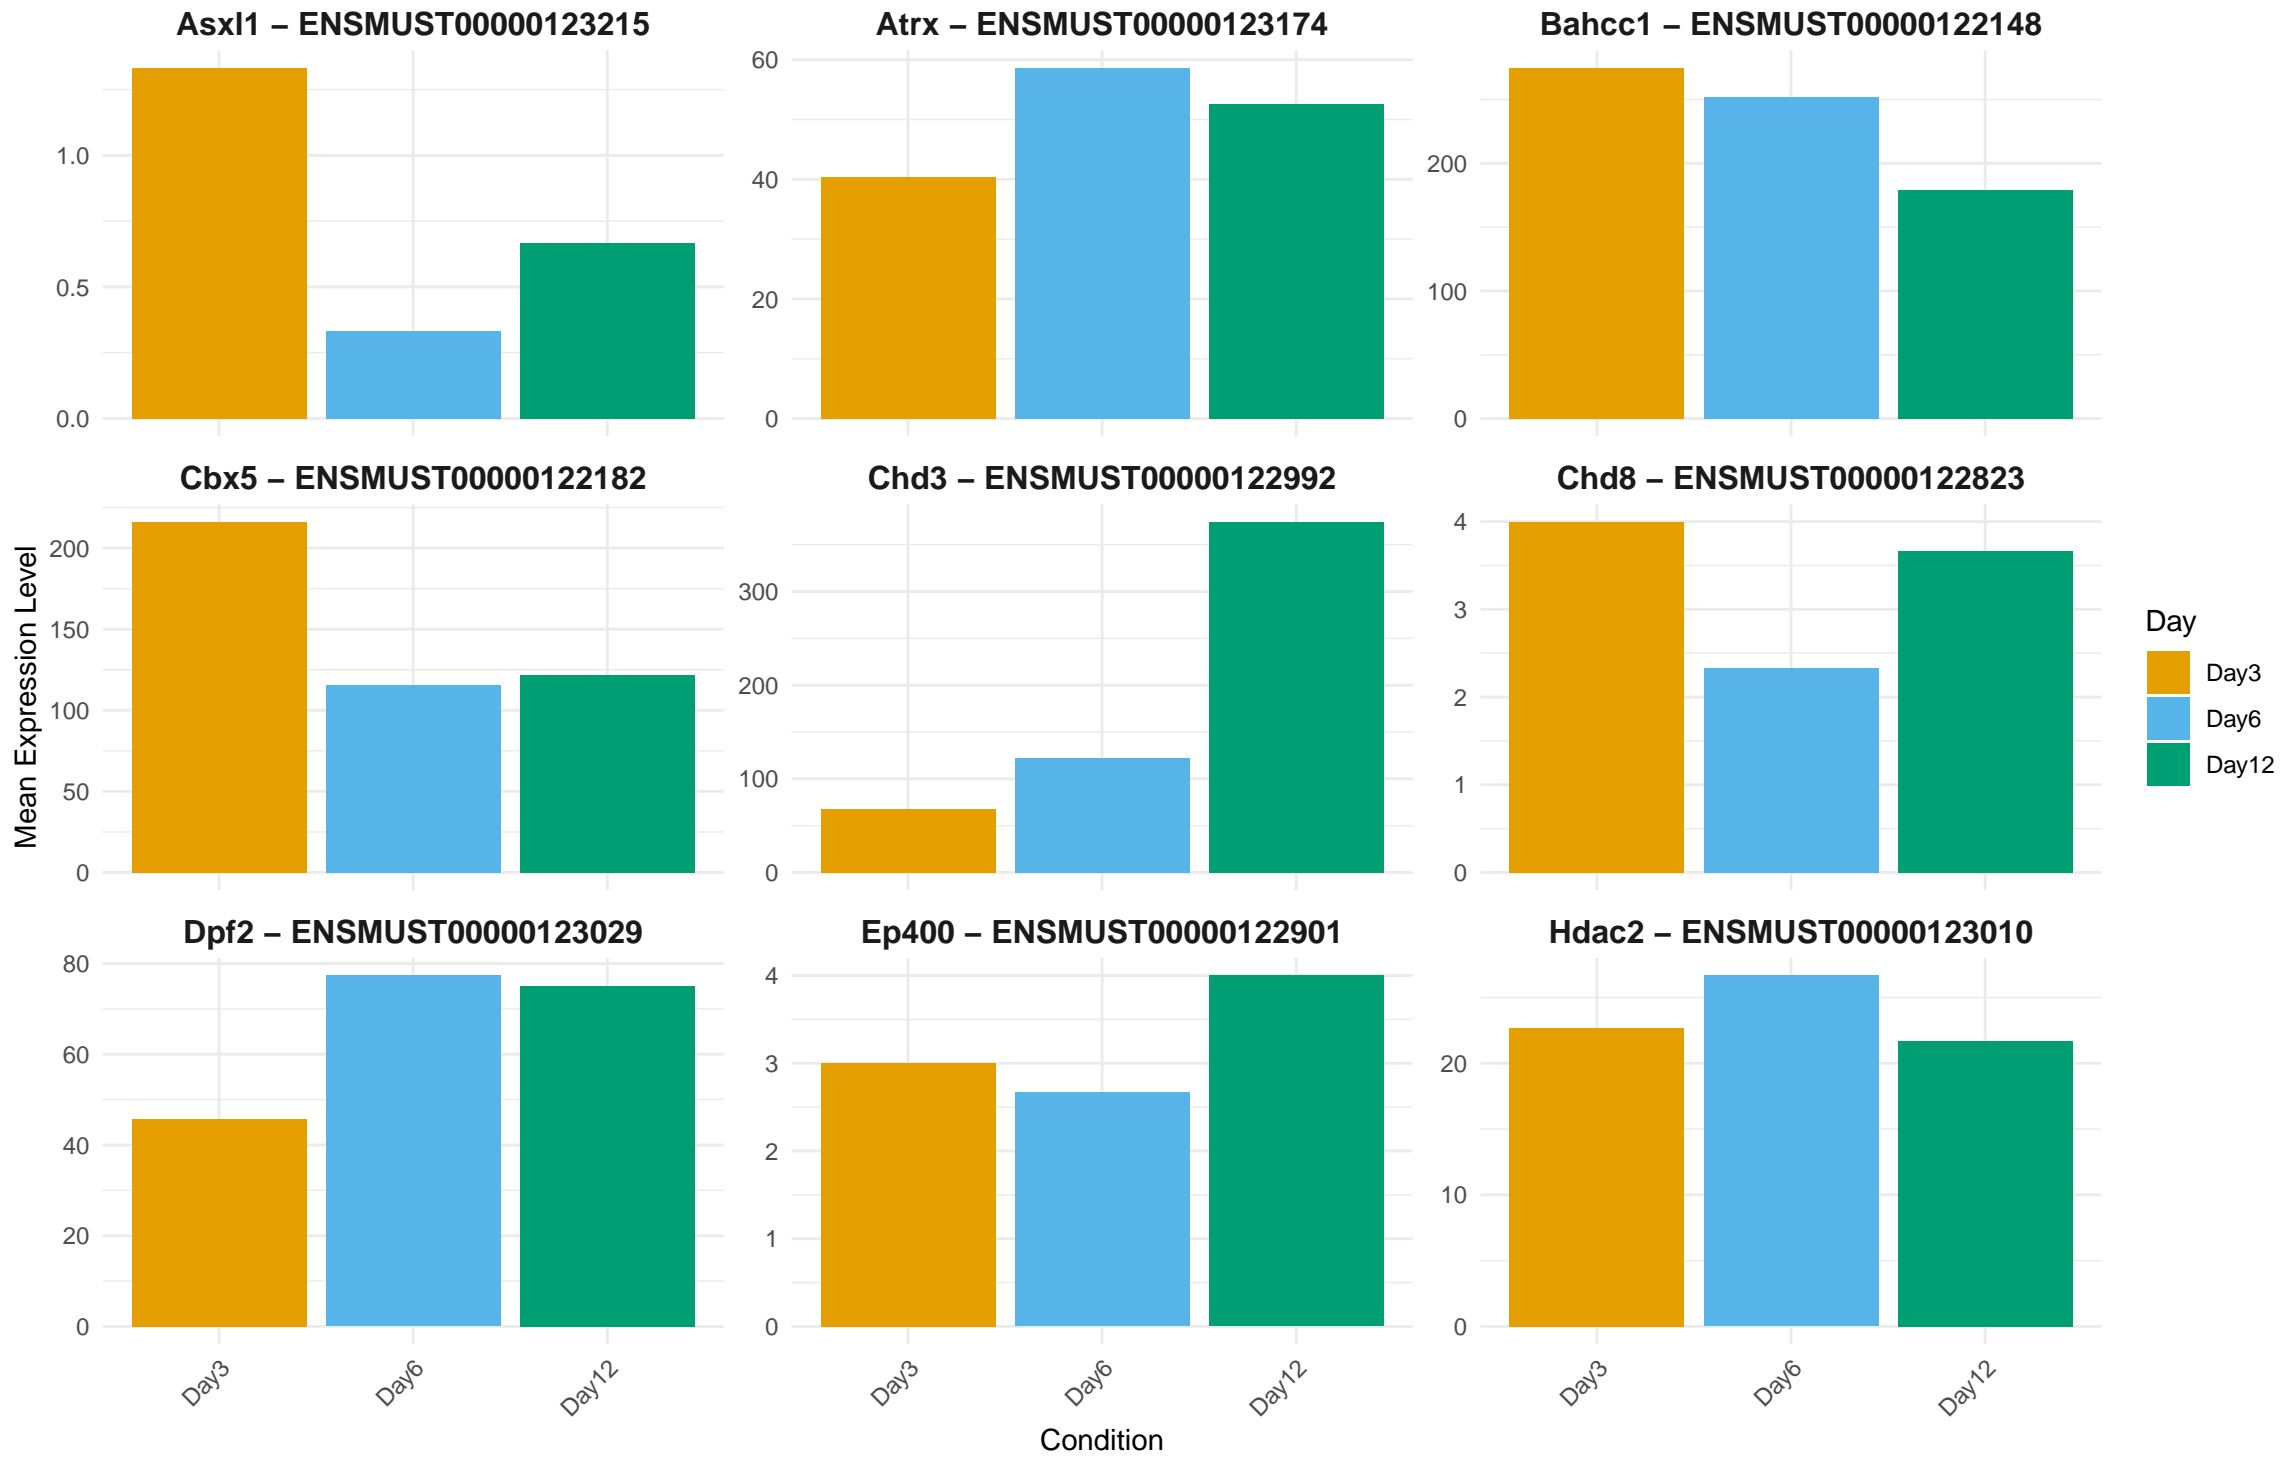 Asxl1 – ENSMUST00000123215
Atrx – ENSMUST00000123174
Bahcc1 – ENSMUST00000122148
1.0
0.5
0.0
60
40
20
0
200
100
0
Cbx5 – ENSMUST00000122182
Chd3 – ENSMUST00000122992
Chd8 – ENSMUST00000122823
Mean Expression Level
200
150
100
50
0
300
200
100
0
4
3
2
1
0
Dpf2 – ENSMUST00000123029
Ep400 – ENSMUST00000122901
Hdac2 – ENSMUST00000123010
80
60
40
20
0
4
3
2
1
0
20
10
0
Day3
Day6
Day12
Day3
Day6
Day12
Day3
Day6
Day12
Condition
Day
Day3
Day6
Day12